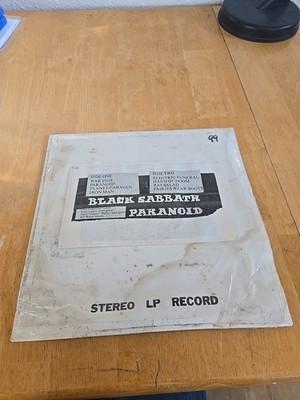 99
SIDE ONE
WAR PIGS
PARANOID
PLANET CARAVAN
IRON MAN
SIDE TWO
ELECTRIC FUNERAL
HAND OF DOOM
RAT SALAD
FAIRIES WEAR BOOTS
BLACK SABBATH
PARANOID
STEREO LP RECORD